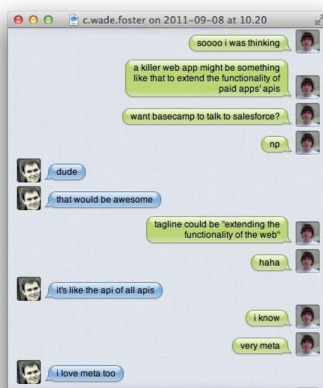 c.wade.foster on 2011-09-08 at 10.20
soooo i was thinking
a killer web app might be something
like that to extend the functionality of
paid apps' apis
want basecamp to talk to salesforce?
np
dude
that would be awesome
tagline could be "extending the
functionality of the web"
haha
it's like the api of all apis
i know
very meta
i love meta too